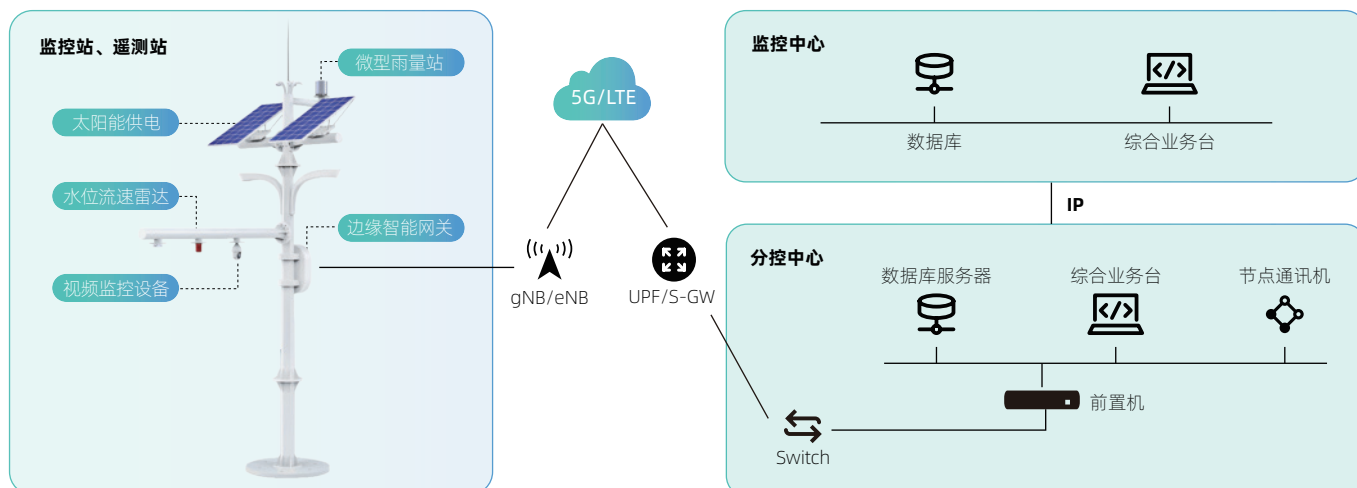 监控站、遥测站
微型雨量站
太阳能供电
水位流速雷达
边缘智能网关
视频监控设备
5G/LTE
gNB/eNB
UPF/S-GW
监控中心
数据库
综合业务台
IP
分控中心
数据库服务器
综合业务台
节点通讯机
前置机
Switch